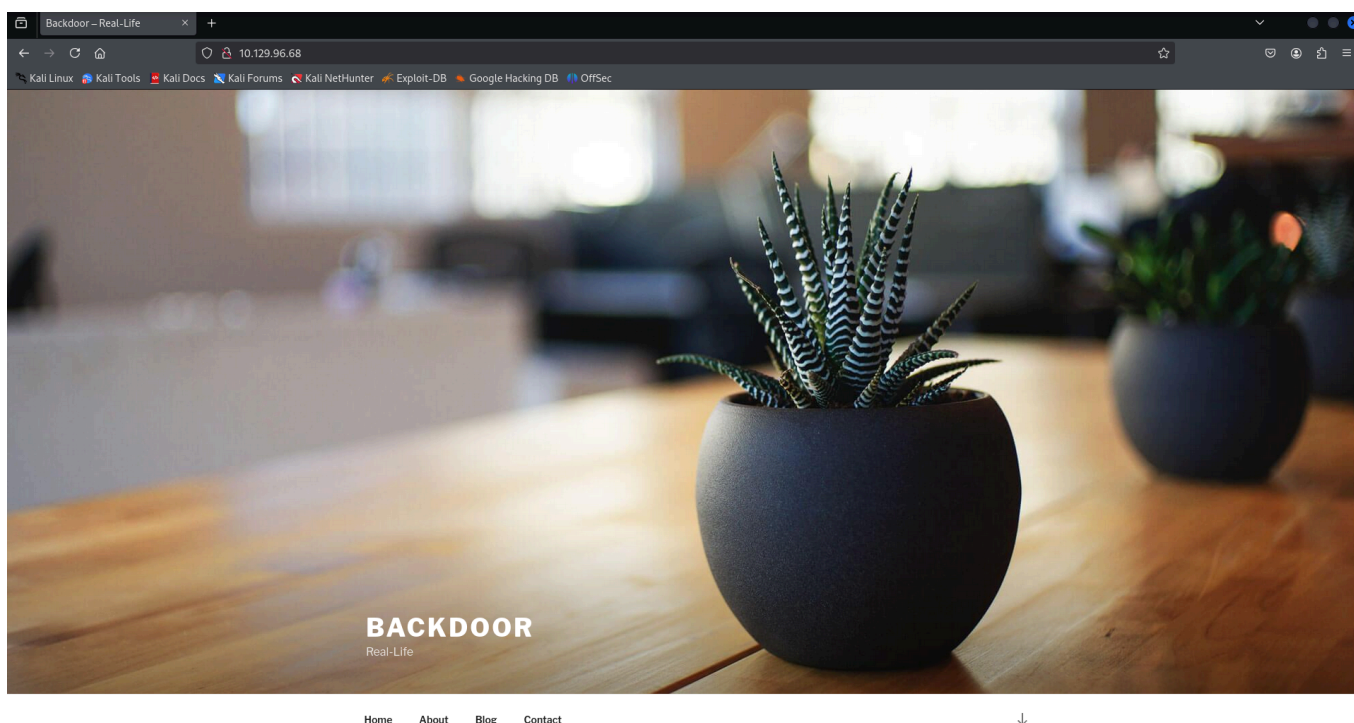 Backdoor – Real-Life
10.129.96.68
Kali Linux Kali Tools Kali Docs Kali Forums Kali NetHunter Exploit-DB Google Hacking DB OffSec
BACKDOOR
Real-Life
Home About Blog Contact